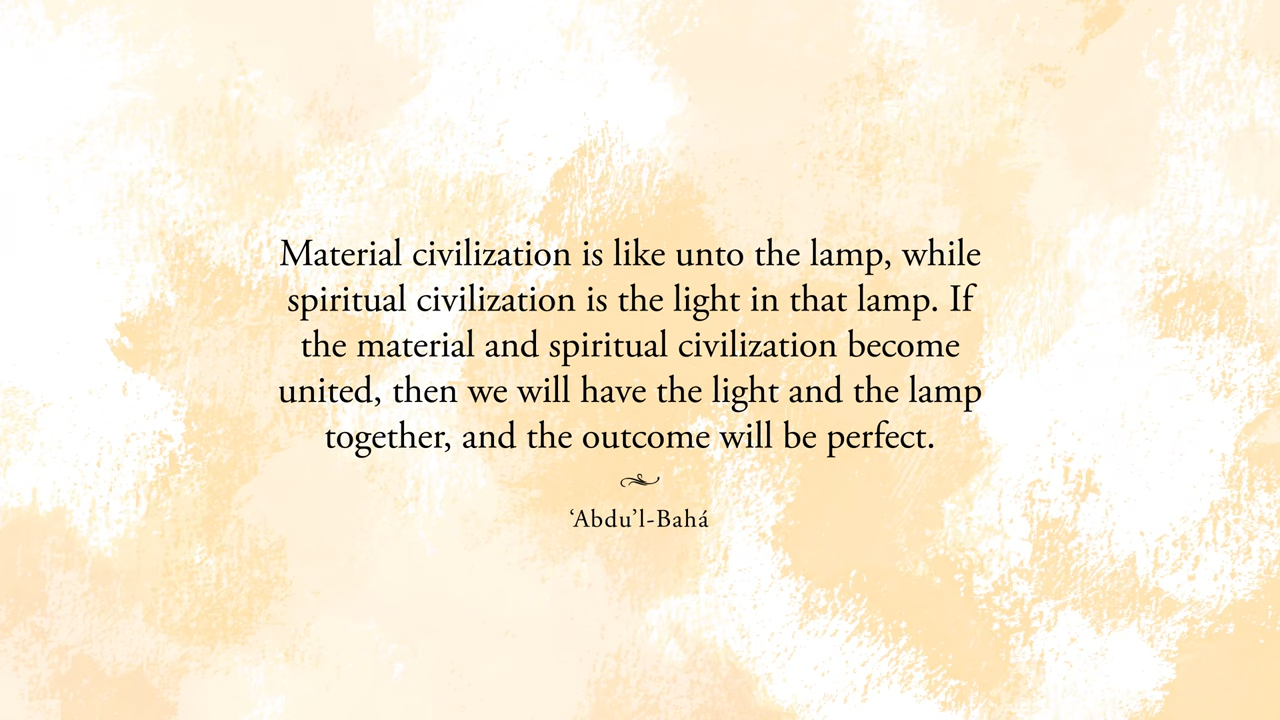 Material civilization is like unto the lamp, while
spiritual civilization is the light in that lamp. If
the material and spiritual civilization become
united, then we will have the light and the lamp
together, and the outcome will be perfect.
‘Abdu’l-Bahá